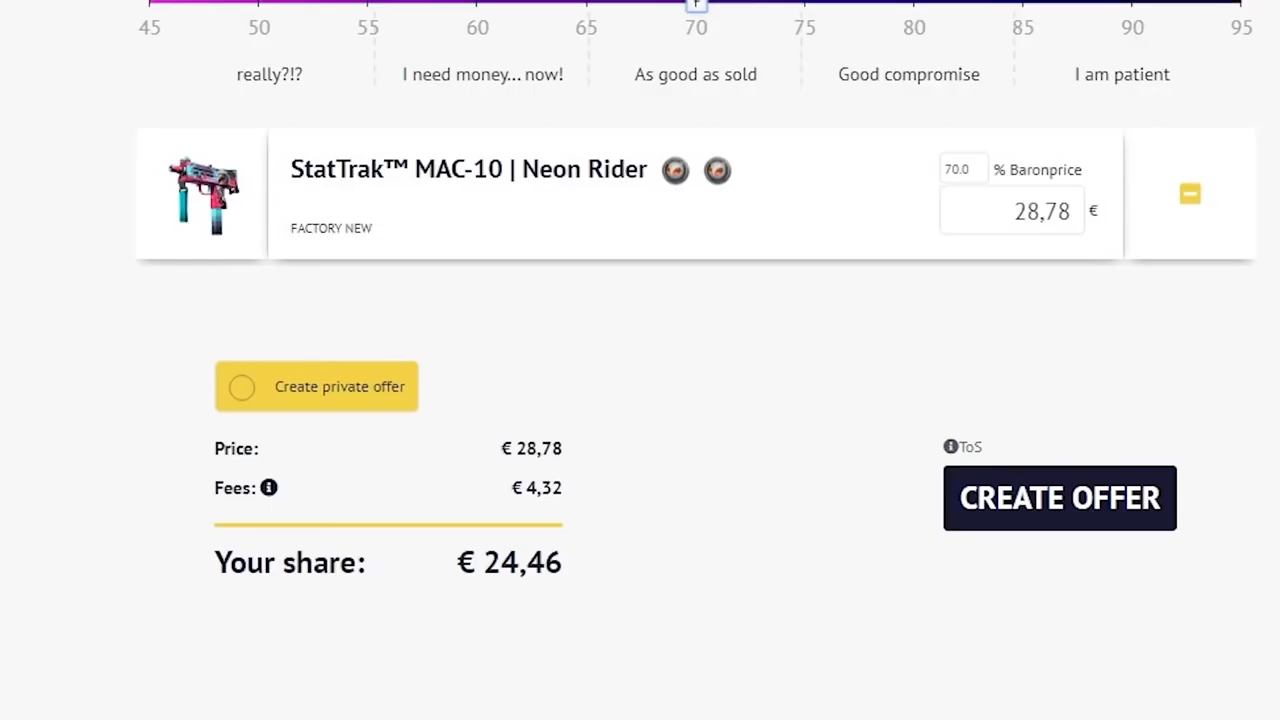 45 50 55 60 65 70 75 80 85 90 95
really?!? I need money... now! As good as sold Good compromise I am patient
StatTrak™ MAC-10 | Neon Rider
70.0 % Baronprice
28,78 €
FACTORY NEW
Create private offer
Price: € 28,78
ToS
Fees: € 4,32
CREATE OFFER
Your share: € 24,46